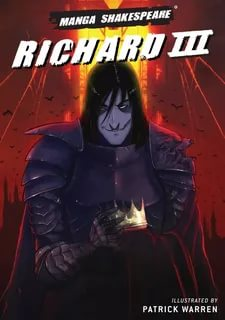 MANGA SHAKESPEARE®
RICHARD III
ILLUSTRATED BY
PATRICK WARREN